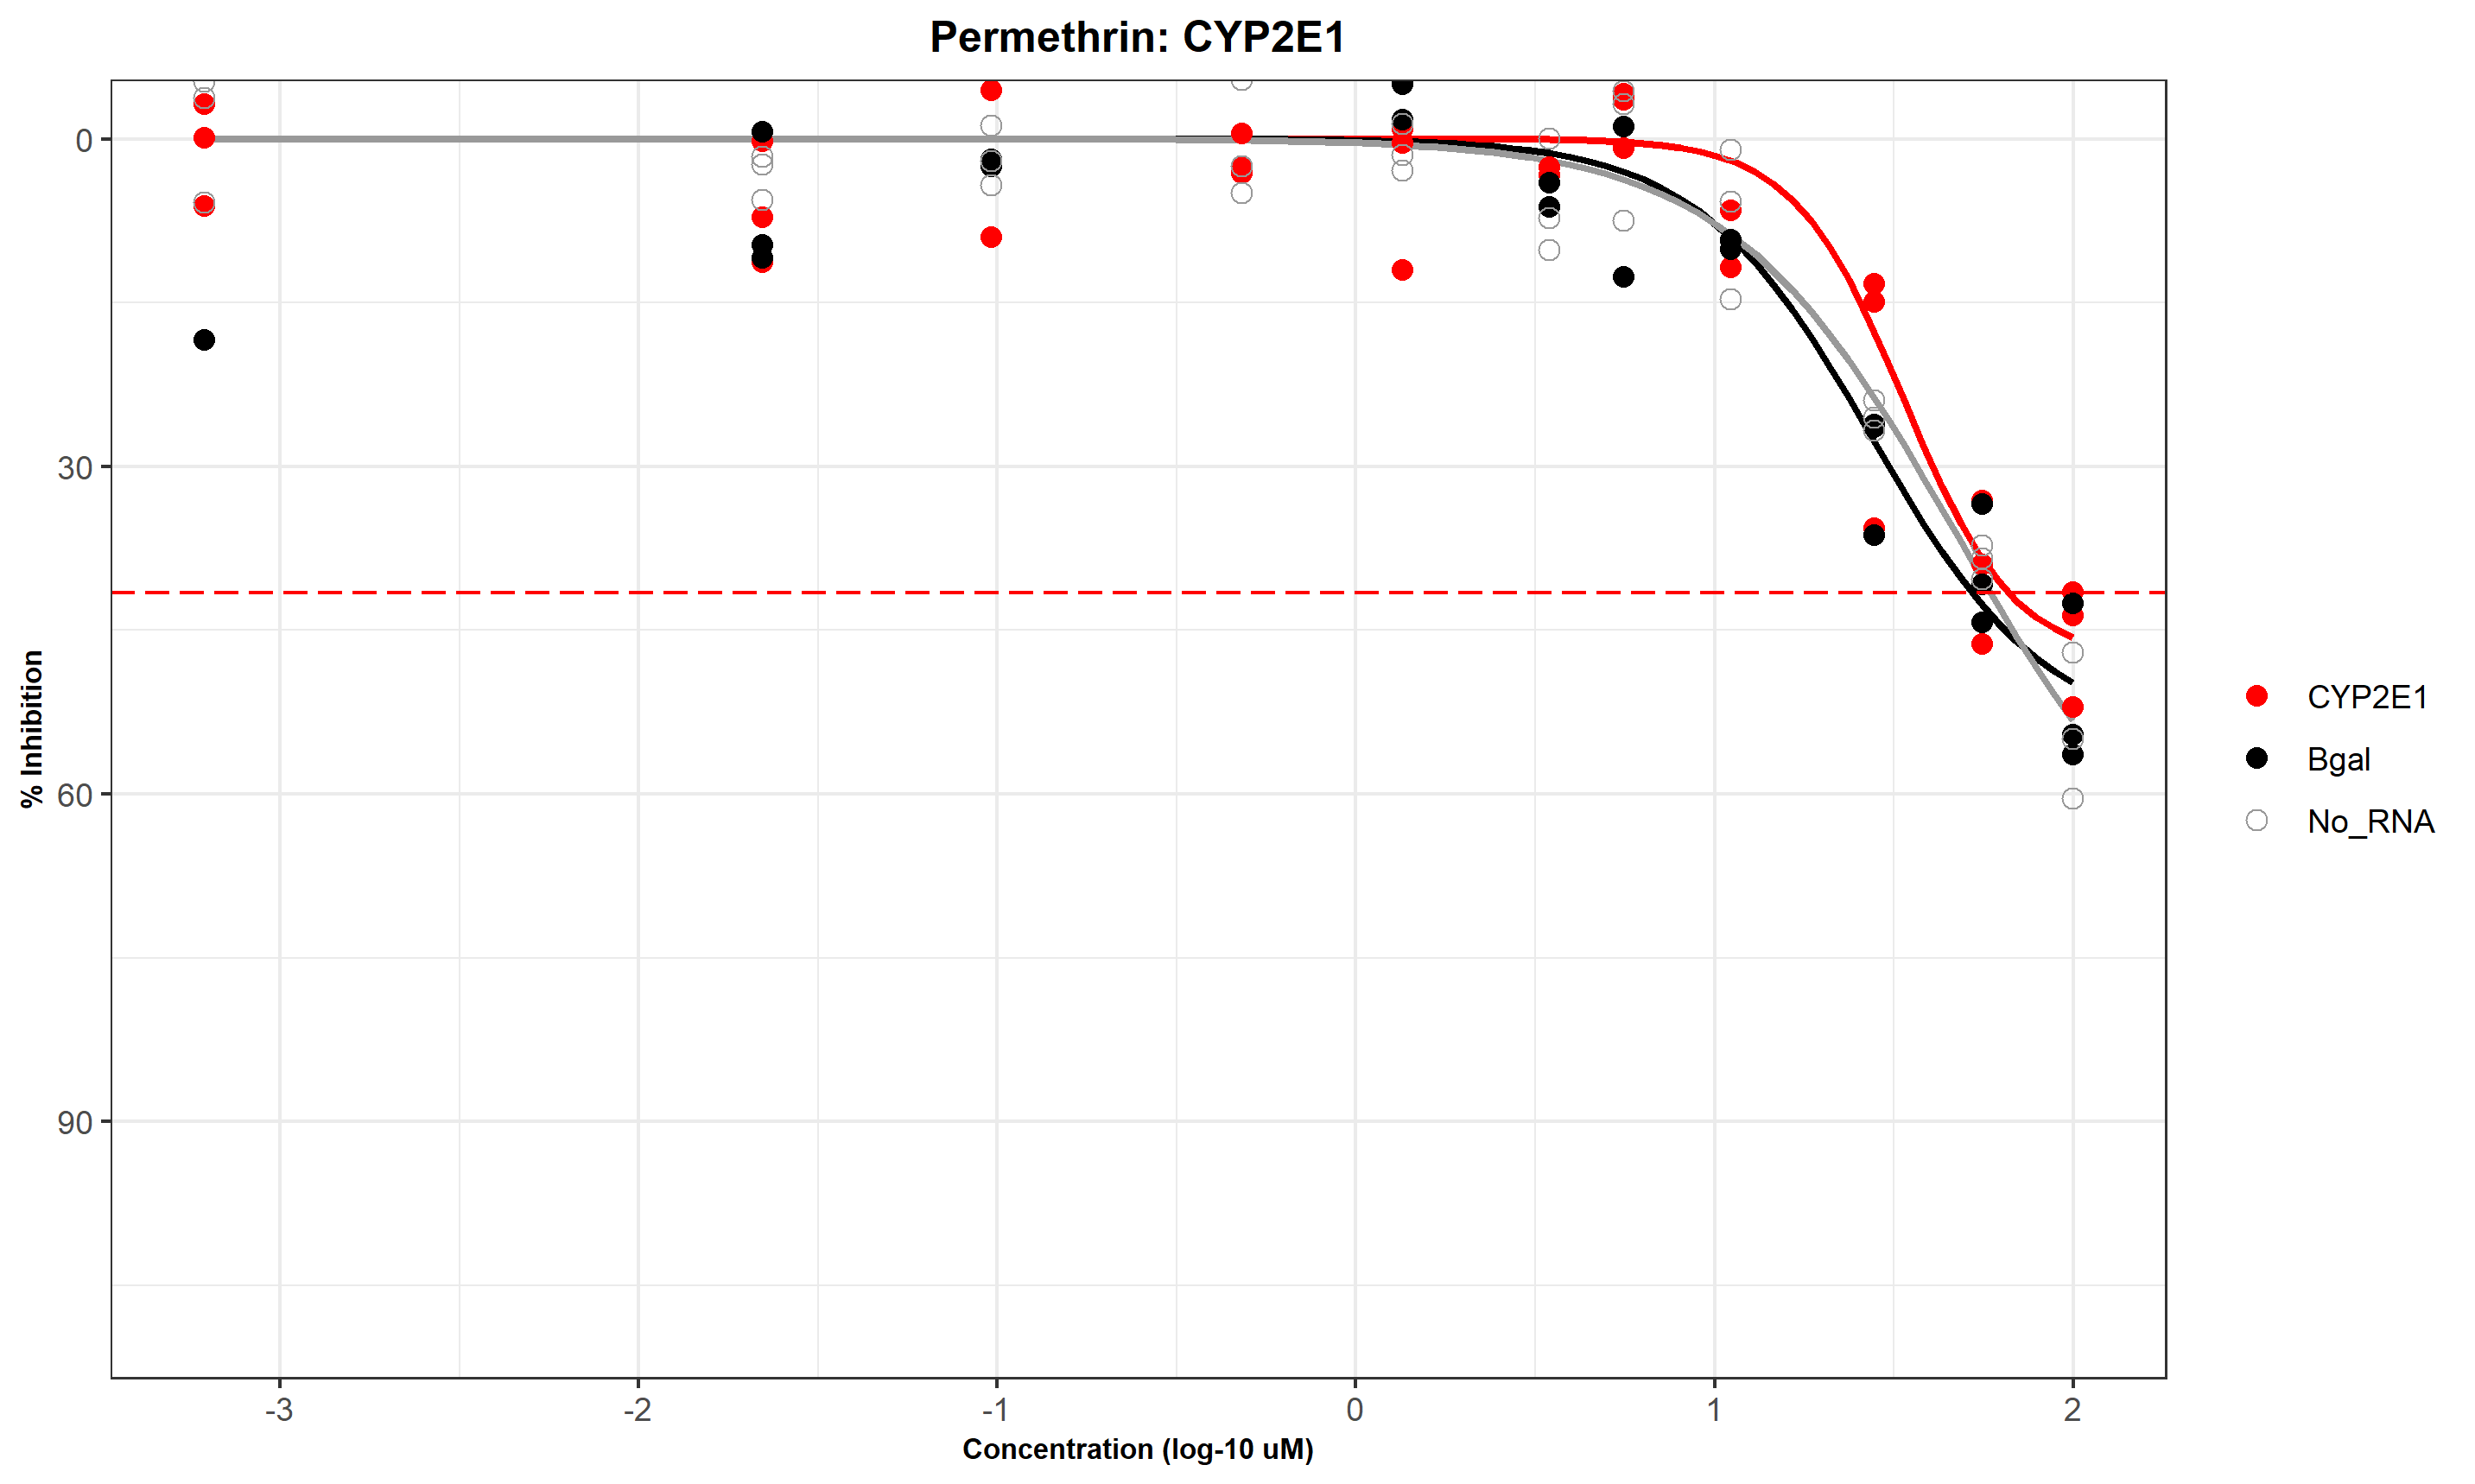 Permethrin: CYP2E1
0
30
60
90
% Inhibition
-3
-2
-1
0
1
2
Concentration (log-10 uM)
CYP2E1
Bgal
No_RNA